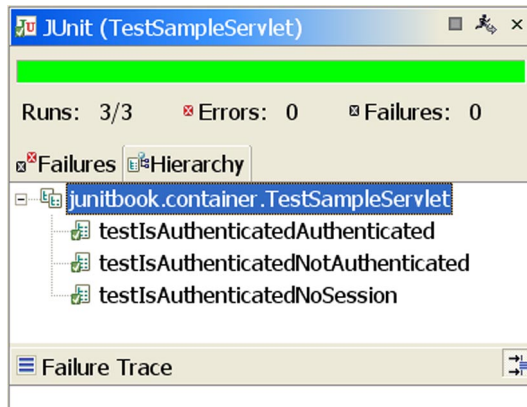 JU JUnit (TestSampleServlet)
Runs: 3/3 Errors: 0 Failures: 0
Failures Hierarchy
junitbook.container.TestSampleServlet
testIsAuthenticatedAuthenticated
testIsAuthenticatedNotAuthenticated
testIsAuthenticatedNoSession
Failure Trace